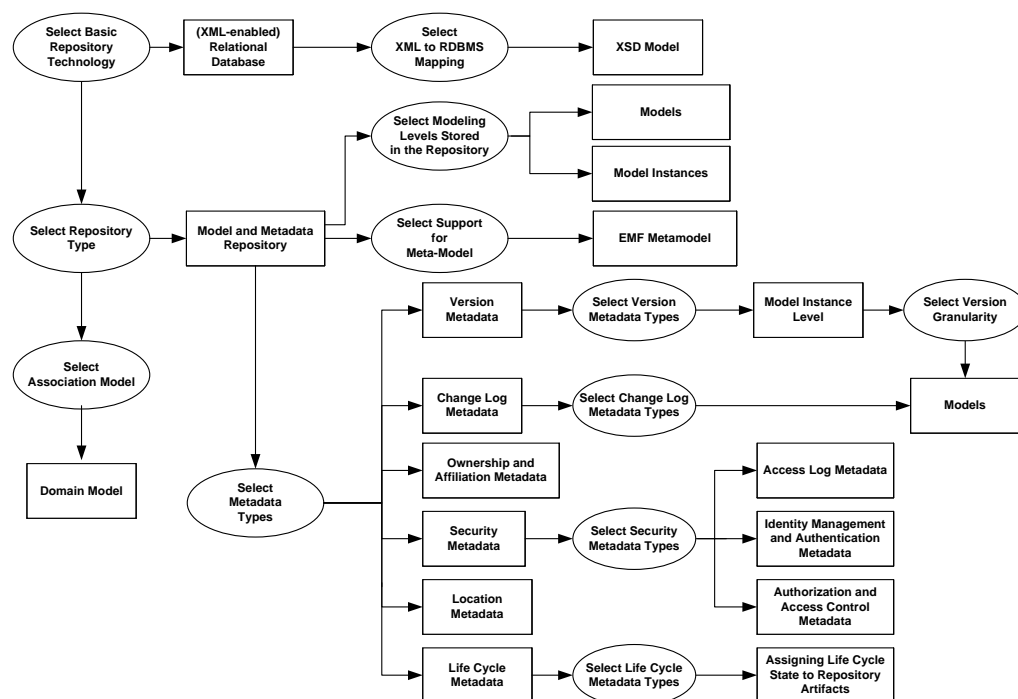 Select Basic
Repository
Technology
(XML-enabled)
Relational
Database
Select
XML to RDBMS
Mapping
XSD Model
Select Modeling
Levels Stored
in the Repository
Models
Model Instances
Select Repository
Type
Model and Metadata
Repository
Select Support
for
Meta-Model
EMF Metamodel
Version
Metadata
Select Version
Metadata Types
Model Instance
Level
Select Version
Granularity
Select
Association Model
Change Log
Metadata
Select Change Log
Metadata Types
Models
Domain Model
Select
Metadata
Types
Ownership and
Affiliation Metadata
Access Log Metadata
Security
Metadata
Select Security
Metadata Types
Identity Management
and Authentication
Metadata
Location
Metadata
Authorization and
Access Control
Metadata
Life Cycle
Metadata
Select Life Cycle
Metadata Types
Assigning Life Cycle
State to Repository
Artifacts